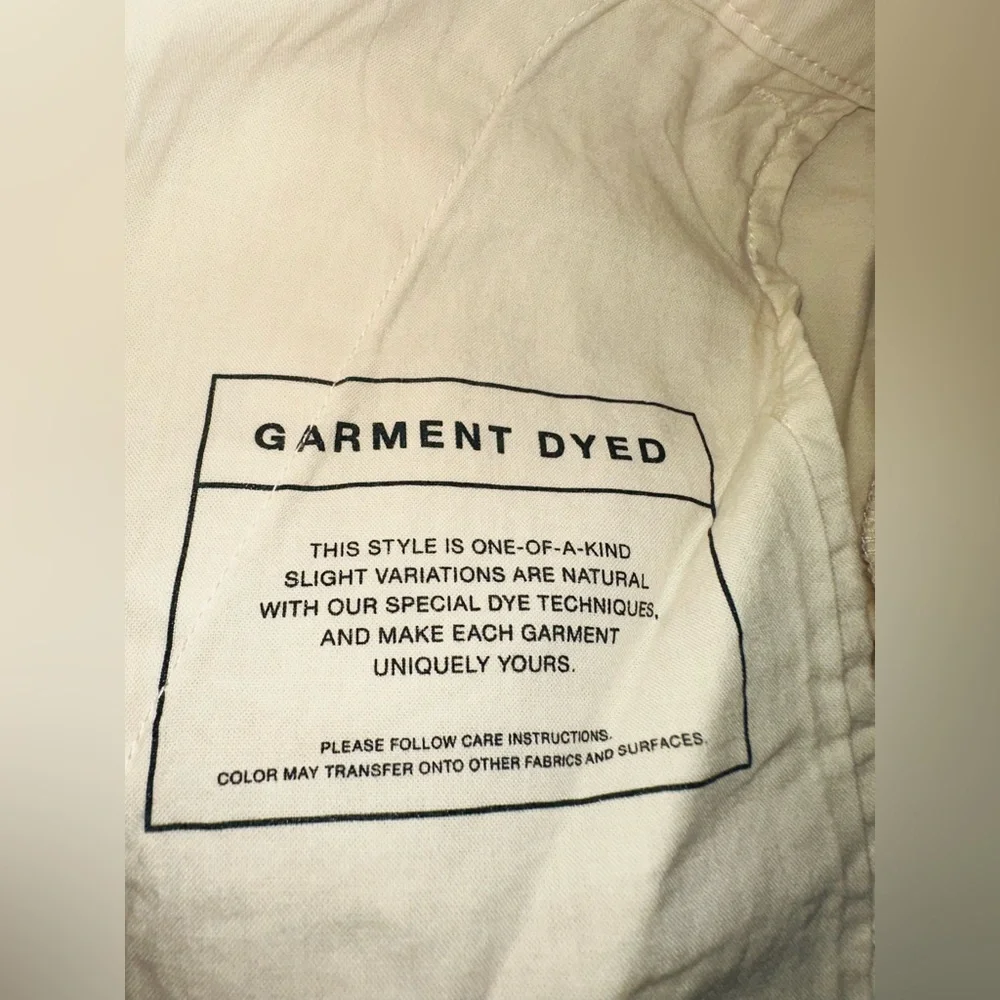 GARMENT DYED
THIS STYLE IS ONE-OF-A-KIND
SLIGHT VARIATIONS ARE NATURAL
WITH OUR SPECIAL DYE TECHNIQUES,
AND MAKE EACH GARMENT
UNIQUELY YOURS.
PLEASE FOLLOW CARE INSTRUCTIONS.
COLOR MAY TRANSFER ONTO OTHER FABRICS AND SURFACES.